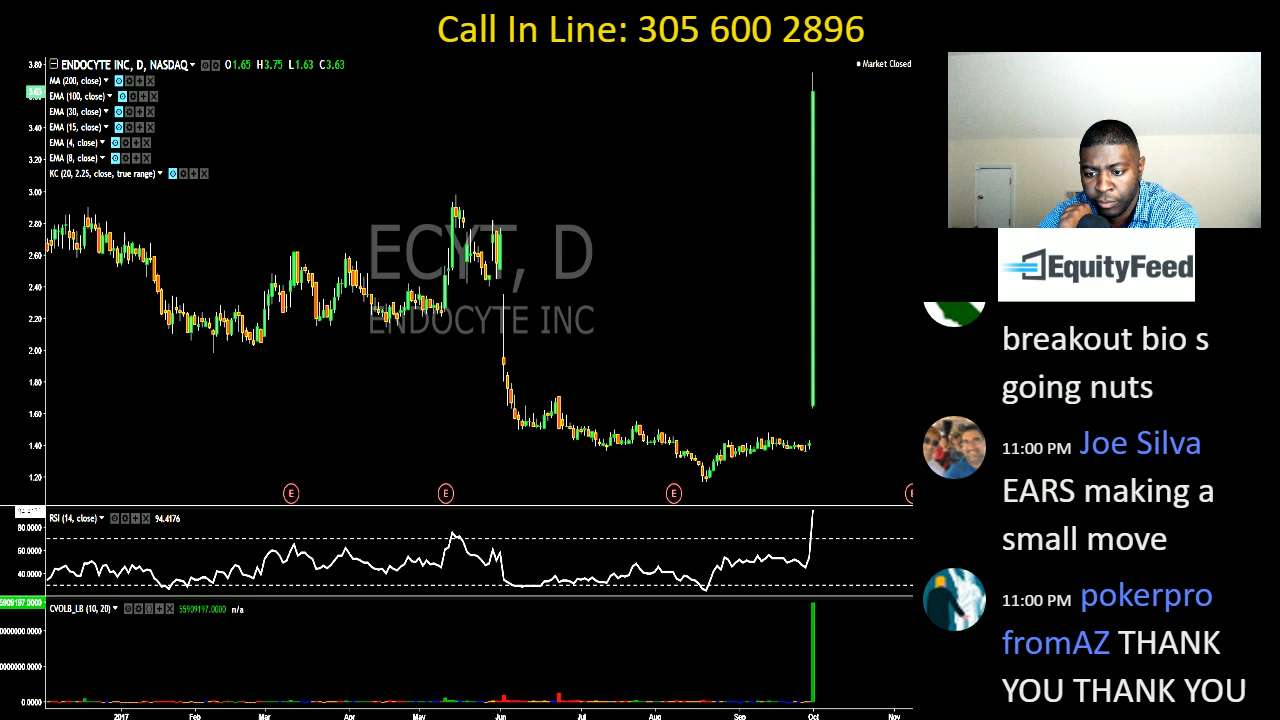 Call In Line: 305 600 2896
ENDOCYTE INC, D, NASDAQ O1.65 H3.75 L1.63 C3.63
Market Closed
MA (200, close)
EMA (100, close)
EMA (30, close)
EMA (15, close)
EMA (4, close)
EMA (8, close)
KC (20, 2.25, close, true range)
3.80
3.63
3.40
3.20
3.00
2.80
2.60
2.40
2.20
2.00
1.80
1.60
1.40
1.20
ECYT, D
ENDOCYTE INC
E E E
RSI (14, close) 94.4176
80.0000
60.0000
40.0000
CVOLB_LB (10, 20) 55909197.0000 n/a
0.0000
2017 Feb Mar Apr May Jun Jul Aug Sep Oct Nov
EquityFeed
breakout bio s
going nuts
11:00 PM Joe Silva
EARS making a
small move
11:00 PM pokerpro
fromAZ THANK
YOU THANK YOU